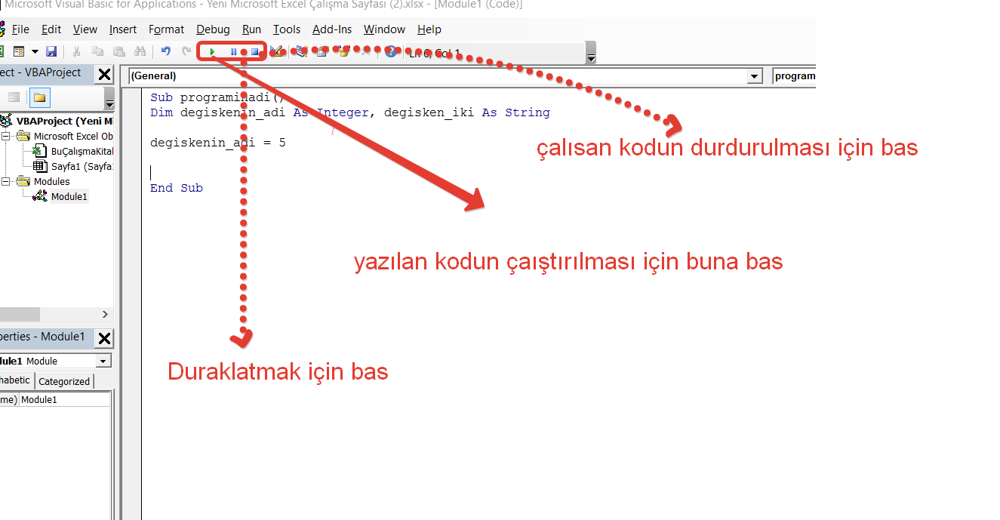 Microsoft Visual Basic for Applications - Yeni Microsoft Excel Çalışma Sayfası (2).xlsx - [Module1 (Code)]
File Edit View Insert Format Debug Run Tools Add-Ins Window Help
Ln 6, Col 1
ect - VBAProject
(General)
program
Sub programinadi()
Dim degiskenin_adi As Integer, degisken_iki As String
degiskenin_adi = 5
End Sub
VBAProject (Yeni Mi
Microsoft Excel Ob
BuÇalışmaKital
Sayfa1 (Sayfa1
Modules
Module1
çalısan kodun durdurulması için bas
yazılan kodun çaıştırılması için buna bas
Duraklatmak için bas
perties - Module1
dule1 Module
habetic Categorized
me) Module1